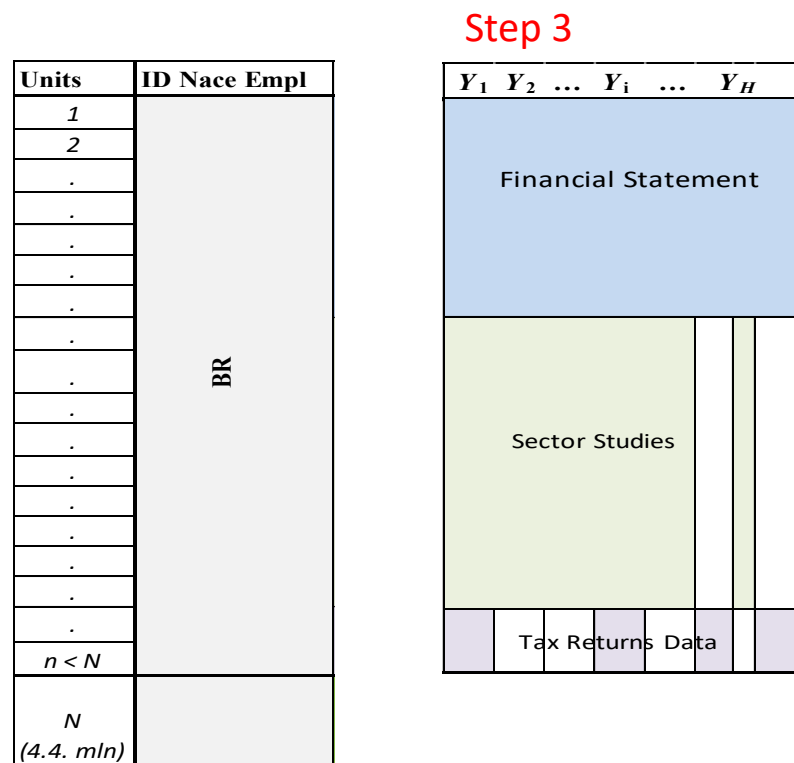 Step 3
Units ID Nace Empl
Y1 Y2 ... Yi ... YH
1
2
.
.
.
.
.
.
.
.
.
.
.
.
.
.
n < N
N
(4.4. mln)
BR
Financial Statement
Sector Studies
Tax Returns Data